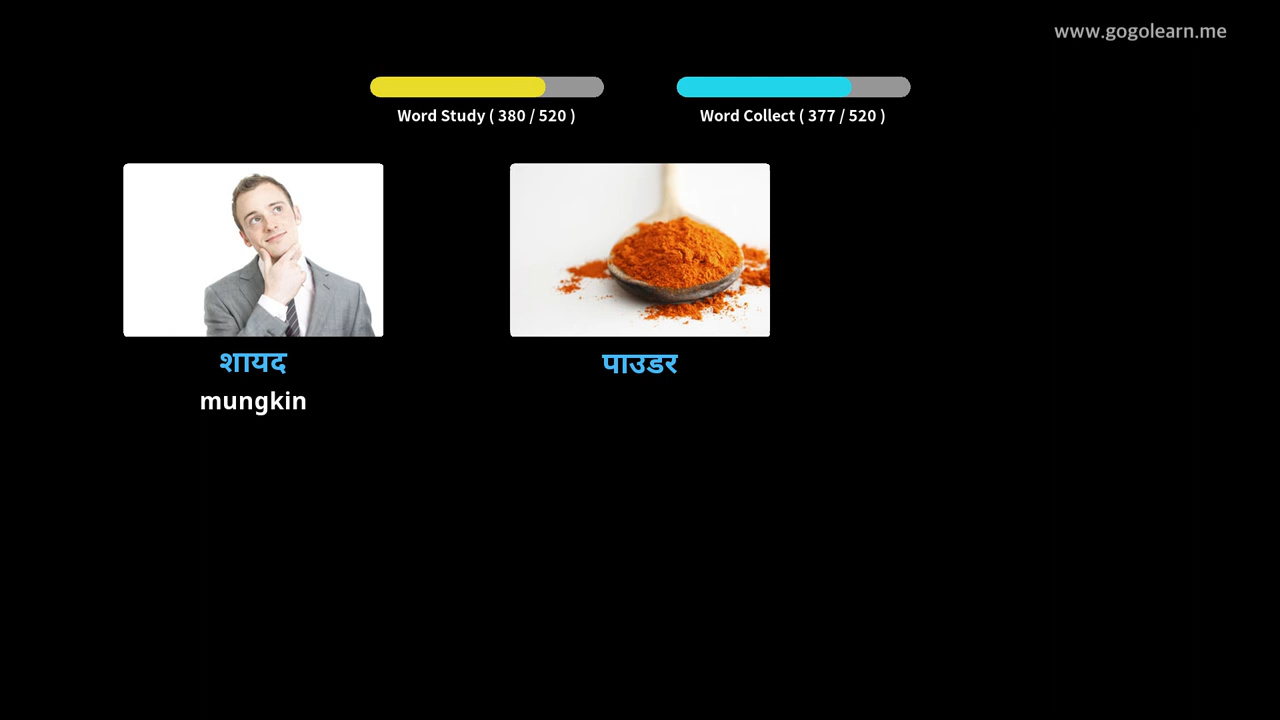 www.gogolearn.me
Word Study ( 380 / 520 )
Word Collect ( 377 / 520 )
शायद
पाउडर
mungkin